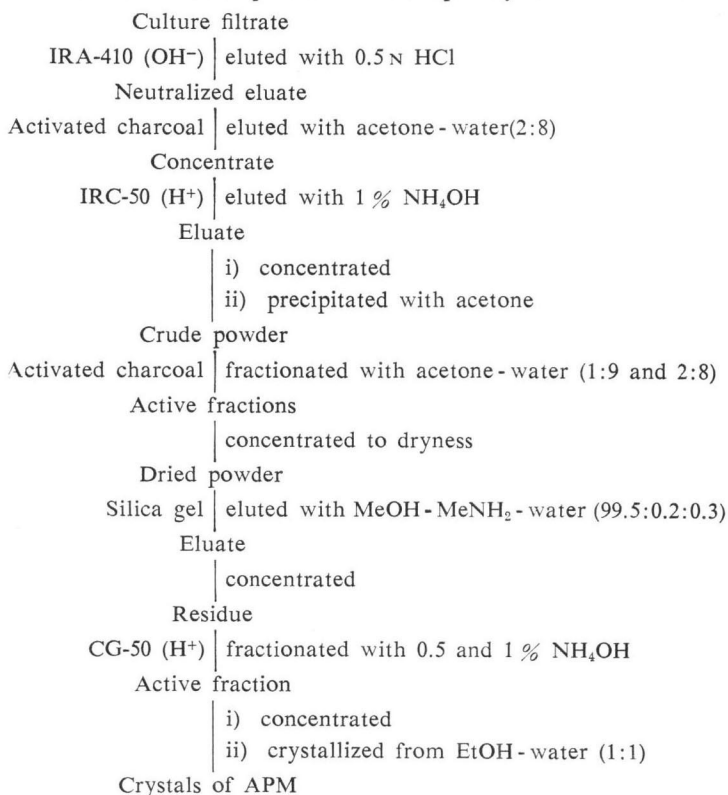 Culture filtrate
IRA-410 (OH⁻) eluted with 0.5 N HCl
Neutralized eluate
Activated charcoal eluted with acetone-water(2:8)
Concentrate
IRC-50 (H⁺) eluted with 1 % NH₄OH
Eluate
i) concentrated
ii) precipitated with acetone
Crude powder
Activated charcoal fractionated with acetone-water (1:9 and 2:8)
Active fractions
concentrated to dryness
Dried powder
Silica gel eluted with MeOH-MeNH₂-water (99.5:0.2:0.3)
Eluate
concentrated
Residue
CG-50 (H⁺) fractionated with 0.5 and 1 % NH₄OH
Active fraction
i) concentrated
ii) crystallized from EtOH-water (1:1)
Crystals of APM